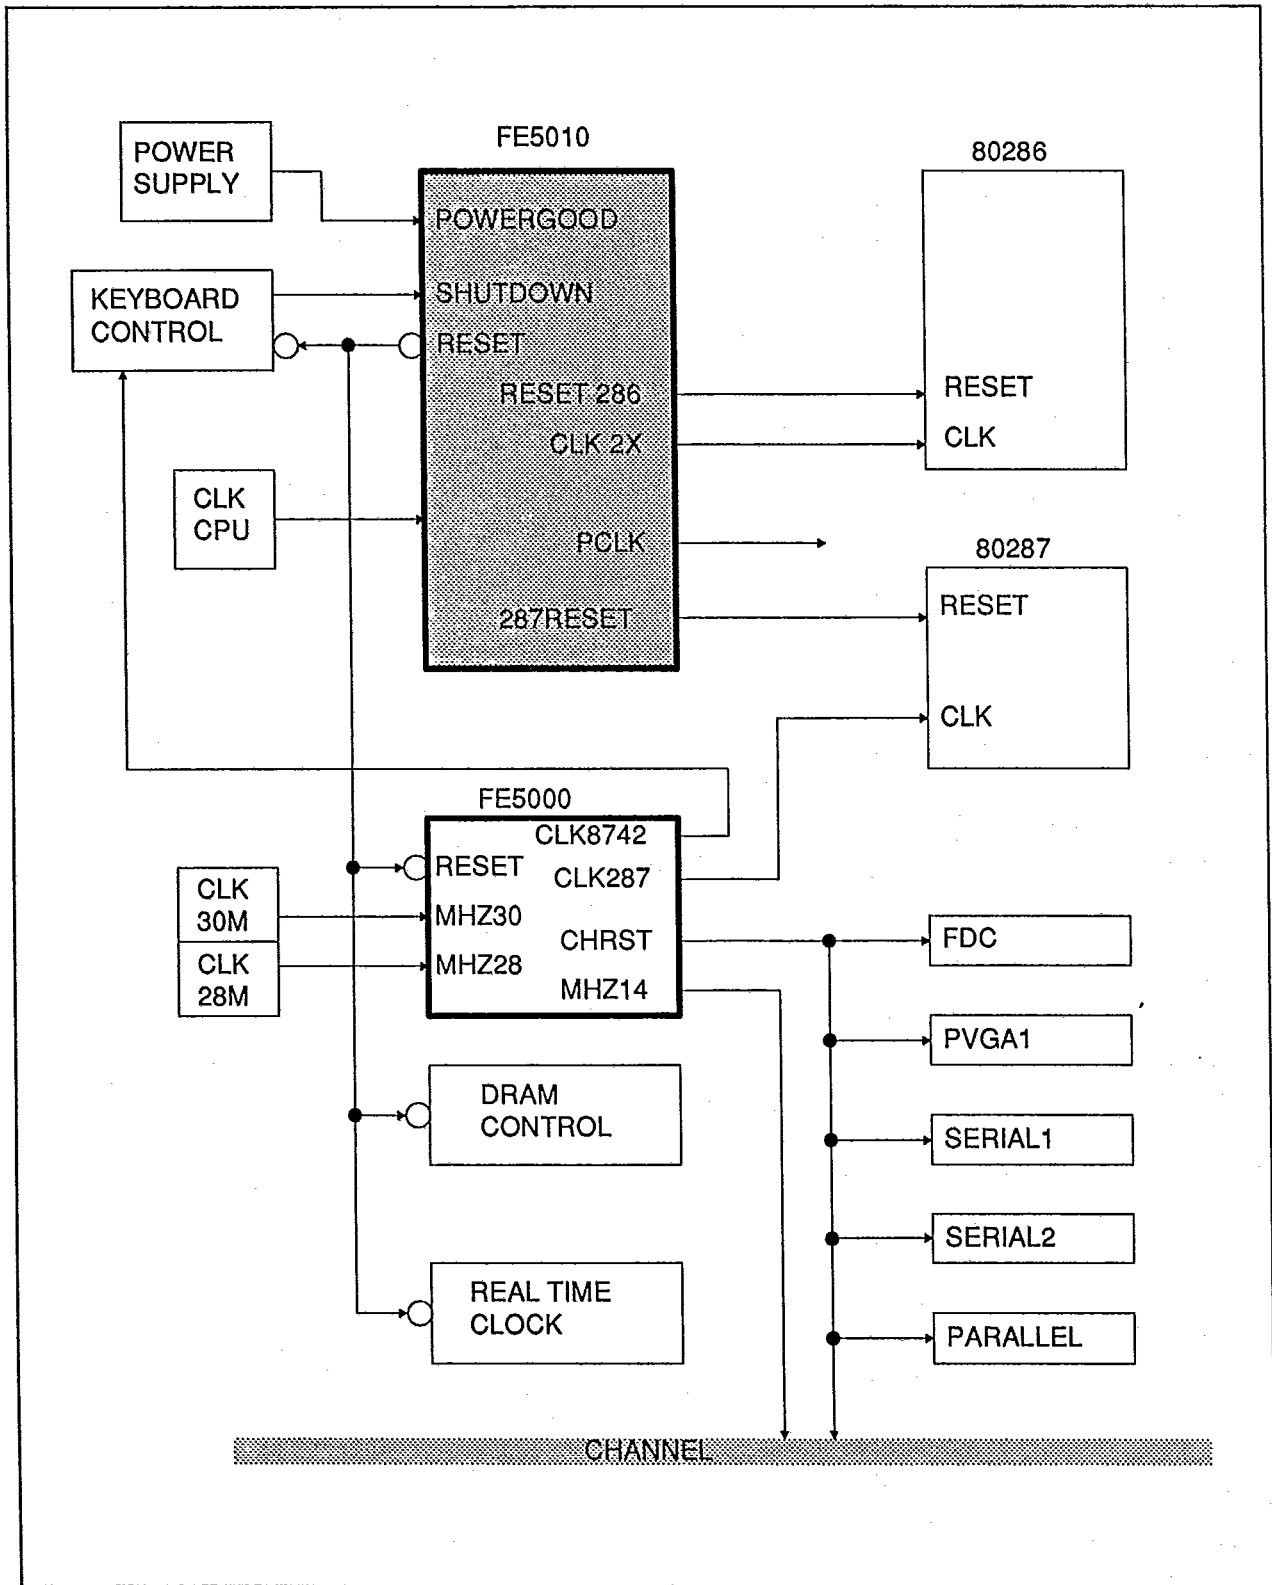 FE5010
80286
POWER
SUPPLY
POWERGOOD
KEYBOARD
CONTROL
SHUTDOWN
RESET
RESET 286
RESET
CLK 2X
CLK
CLK
CPU
PCLK
80287
287RESET
RESET
CLK
FE5000
CLK8742
RESET
CLK287
CLK
30M
MHZ30
CHRST
FDC
CLK
28M
MHZ28
MHZ14
PVGA1
DRAM
CONTROL
SERIAL1
SERIAL2
REAL TIME
CLOCK
PARALLEL
CHANNEL